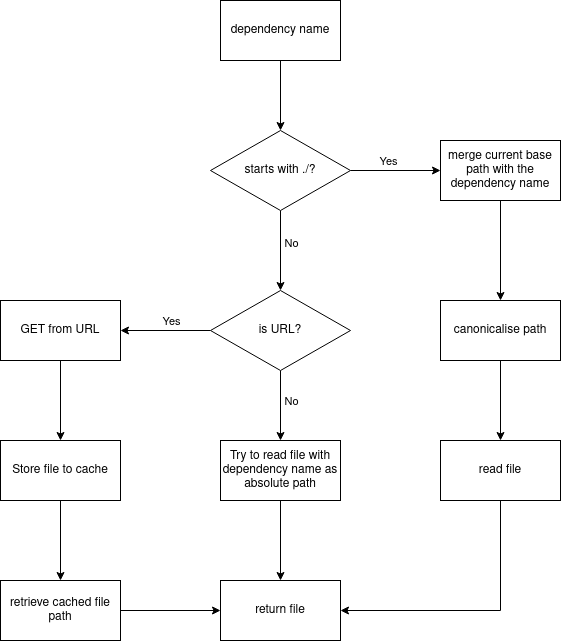 dependency name
starts with ./?
Yes
merge current base
path with the
dependency name
No
GET from URL
Yes
is URL?
canonicalise path
No
Store file to cache
Try to read file with
dependency name as
absolute path
read file
retrieve cached file
path
return file